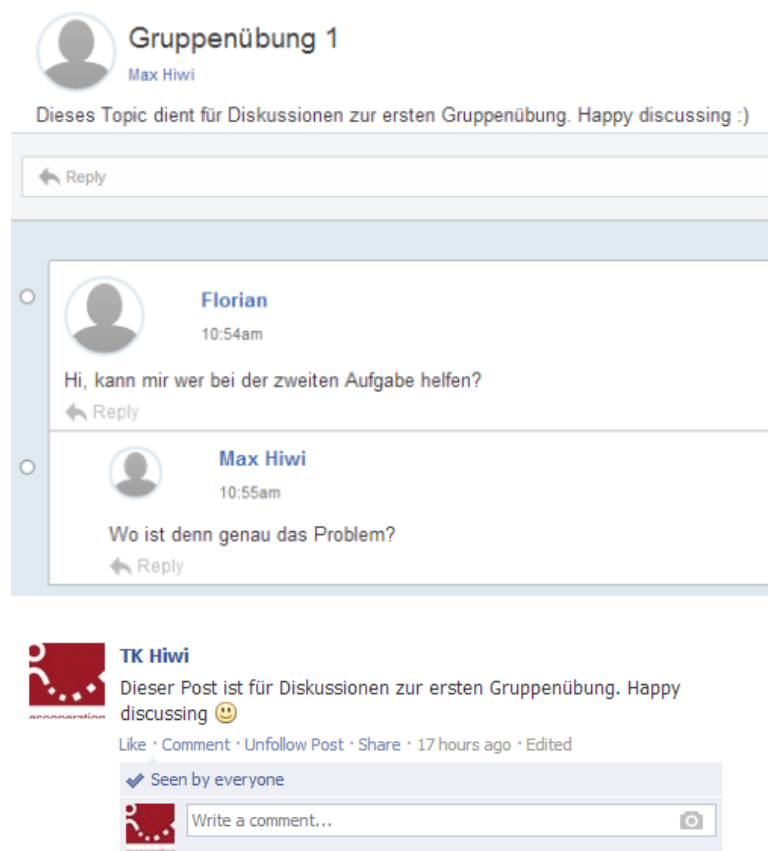 Gruppenübung 1
Max Hiwi
Dieses Topic dient für Diskussionen zur ersten Gruppenübung. Happy discussing :)
Reply
Florian
10:54am
Hi, kann mir wer bei der zweiten Aufgabe helfen?
Reply
Max Hiwi
10:55am
Wo ist denn genau das Problem?
Reply
TK Hiwi
Dieser Post ist für Diskussionen zur ersten Gruppenübung. Happy
discussing
Like · Comment · Unfollow Post · Share · 17 hours ago · Edited
Seen by everyone
Write a comment...